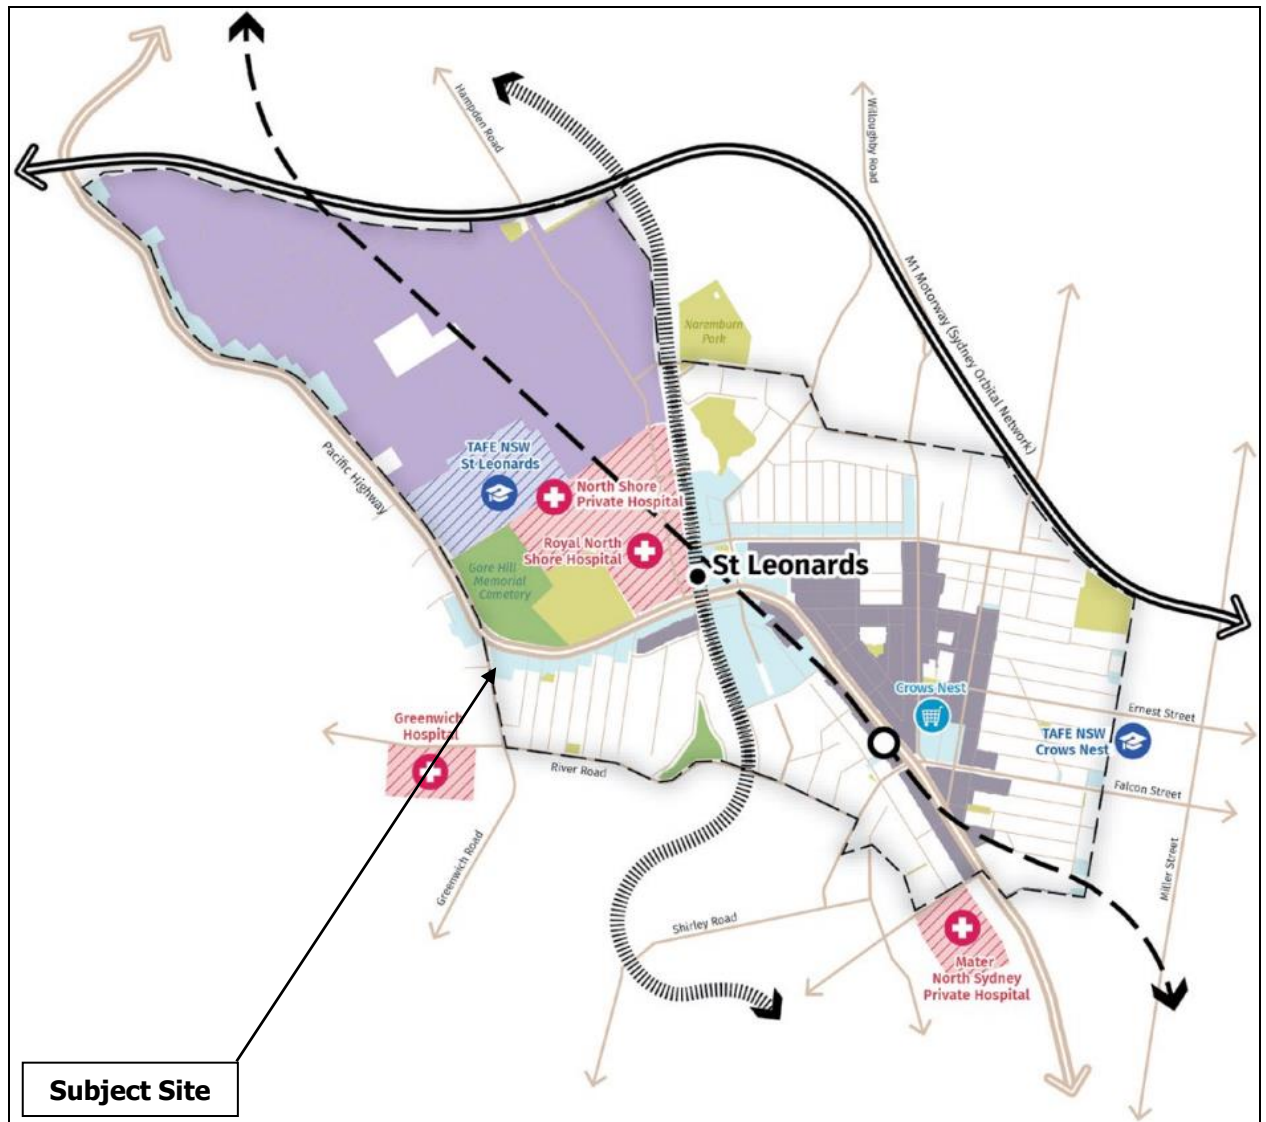 Hampden Road
Willoughby Road
M1 Motorway (Sydney Orbital Network)
Naremburn
Park
Pacific Highway
TAFE NSW
St Leonards
North Shore
Private Hospital
Royal North
Shore Hospital
Gore Hill
Memorial
Cemetery
St Leonards
Crows Nest
Ernest Street
TAFE NSW
Crows Nest
Falcon Street
Greenwich
Hospital
River Road
Greenwich Road
Miller Street
Shirley Road
Mater
North Sydney
Private Hospital
Subject Site